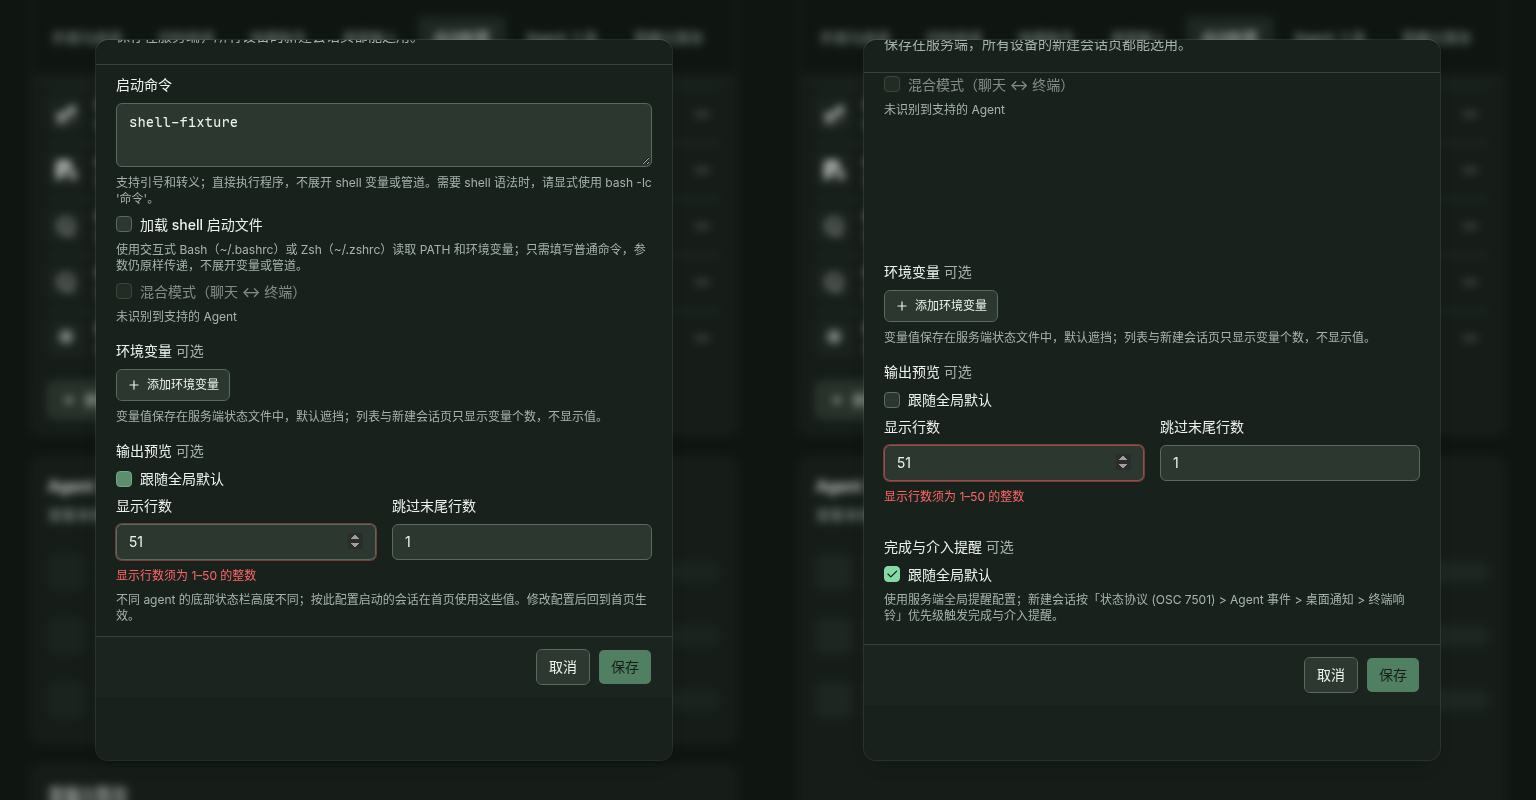 保存在服务端，所有设备的新建会话页都能选用。
启动命令
shell-fixture
支持引号和转义；直接执行程序，不展开 shell 变量或管道。需要 shell 语法时，请显式使用 bash -lc
'命令'。
加载 shell 启动文件
使用交互式 Bash（~/.bashrc）或 Zsh（~/.zshrc）读取 PATH 和环境变量；只需填写普通命令，参
数仍原样传递，不展开变量或管道。
混合模式（聊天 ↔ 终端）
未识别到支持的 Agent
环境变量 可选
+ 添加环境变量
变量值保存在服务端状态文件中，默认遮挡；列表与新建会话页只显示变量个数，不显示值。
输出预览 可选
跟随全局默认
显示行数 跳过末尾行数
51 1
显示行数须为 1–50 的整数
不同 agent 的底部状态栏高度不同；按此配置启动的会话在首页使用这些值。修改配置后回到首页生
效。
取消 保存
保存在服务端，所有设备的新建会话页都能选用。
混合模式（聊天 ↔ 终端）
未识别到支持的 Agent
环境变量 可选
+ 添加环境变量
变量值保存在服务端状态文件中，默认遮挡；列表与新建会话页只显示变量个数，不显示值。
输出预览 可选
跟随全局默认
显示行数 跳过末尾行数
51 1
显示行数须为 1–50 的整数
完成与介入提醒 可选
跟随全局默认
使用服务端全局提醒配置；新建会话按「状态协议 (OSC 7501) > Agent 事件 > 桌面通知 > 终端响
铃」优先级触发完成与介入提醒。
取消 保存